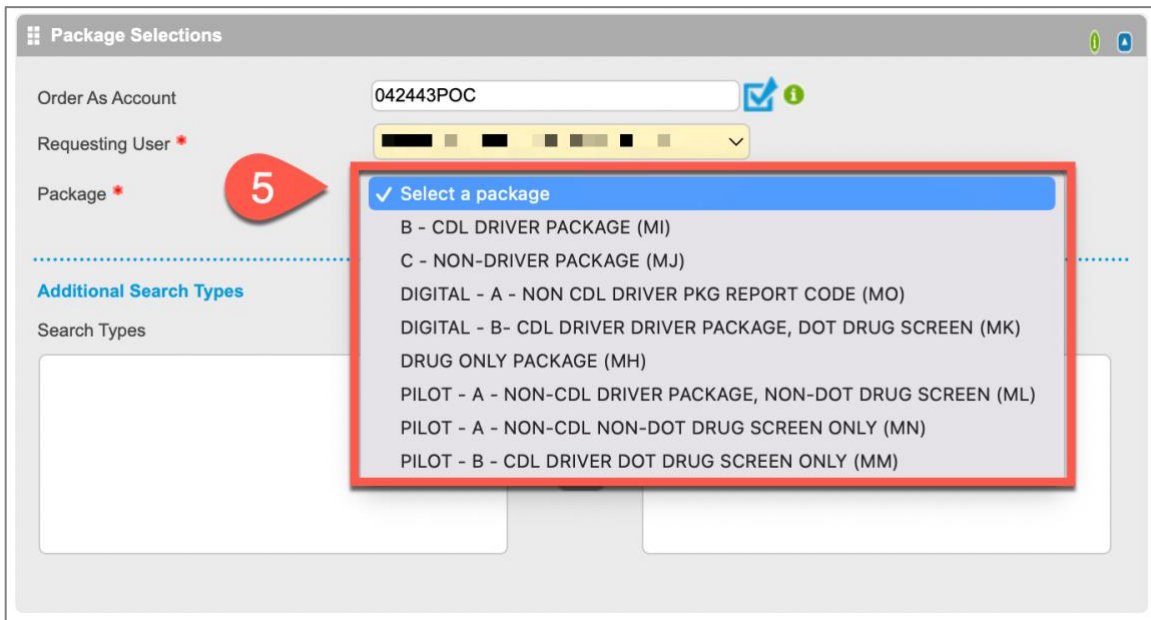 Package Selections
Order As Account
042443POC
Requesting User *
Package *
5
✓ Select a package
B - CDL DRIVER PACKAGE (MI)
C - NON-DRIVER PACKAGE (MJ)
DIGITAL - A - NON CDL DRIVER PKG REPORT CODE (MO)
DIGITAL - B- CDL DRIVER DRIVER PACKAGE, DOT DRUG SCREEN (MK)
DRUG ONLY PACKAGE (MH)
PILOT - A - NON-CDL DRIVER PACKAGE, NON-DOT DRUG SCREEN (ML)
PILOT - A - NON-CDL NON-DOT DRUG SCREEN ONLY (MN)
PILOT - B - CDL DRIVER DOT DRUG SCREEN ONLY (MM)
Additional Search Types
Search Types